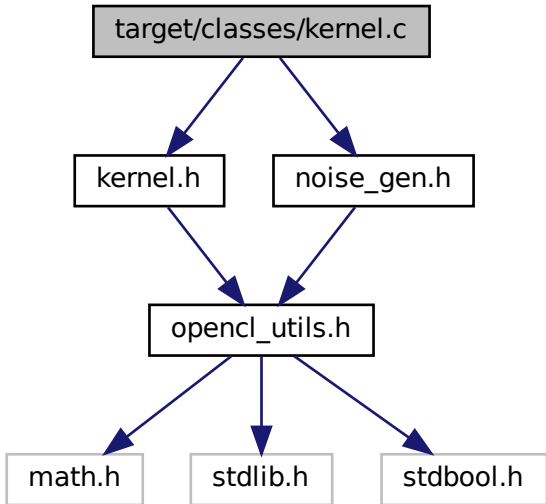 target/classes/kernel.c
kernel.h
noise_gen.h
opencl_utils.h
math.h
stdlib.h
stdbool.h